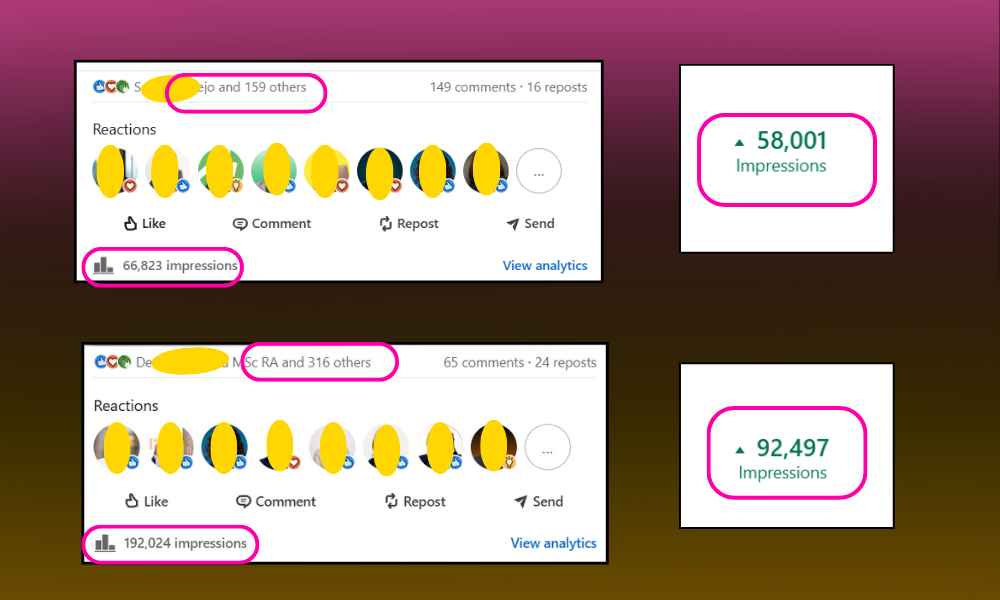 ejo and 159 others
149 comments · 16 reposts
Reactions
...
Like
Comment
Repost
Send
66,823 impressions
View analytics
58,001
Impressions
De
MSc RA and 316 others
65 comments · 24 reposts
Reactions
...
Like
Comment
Repost
Send
192,024 impressions
View analytics
92,497
Impressions